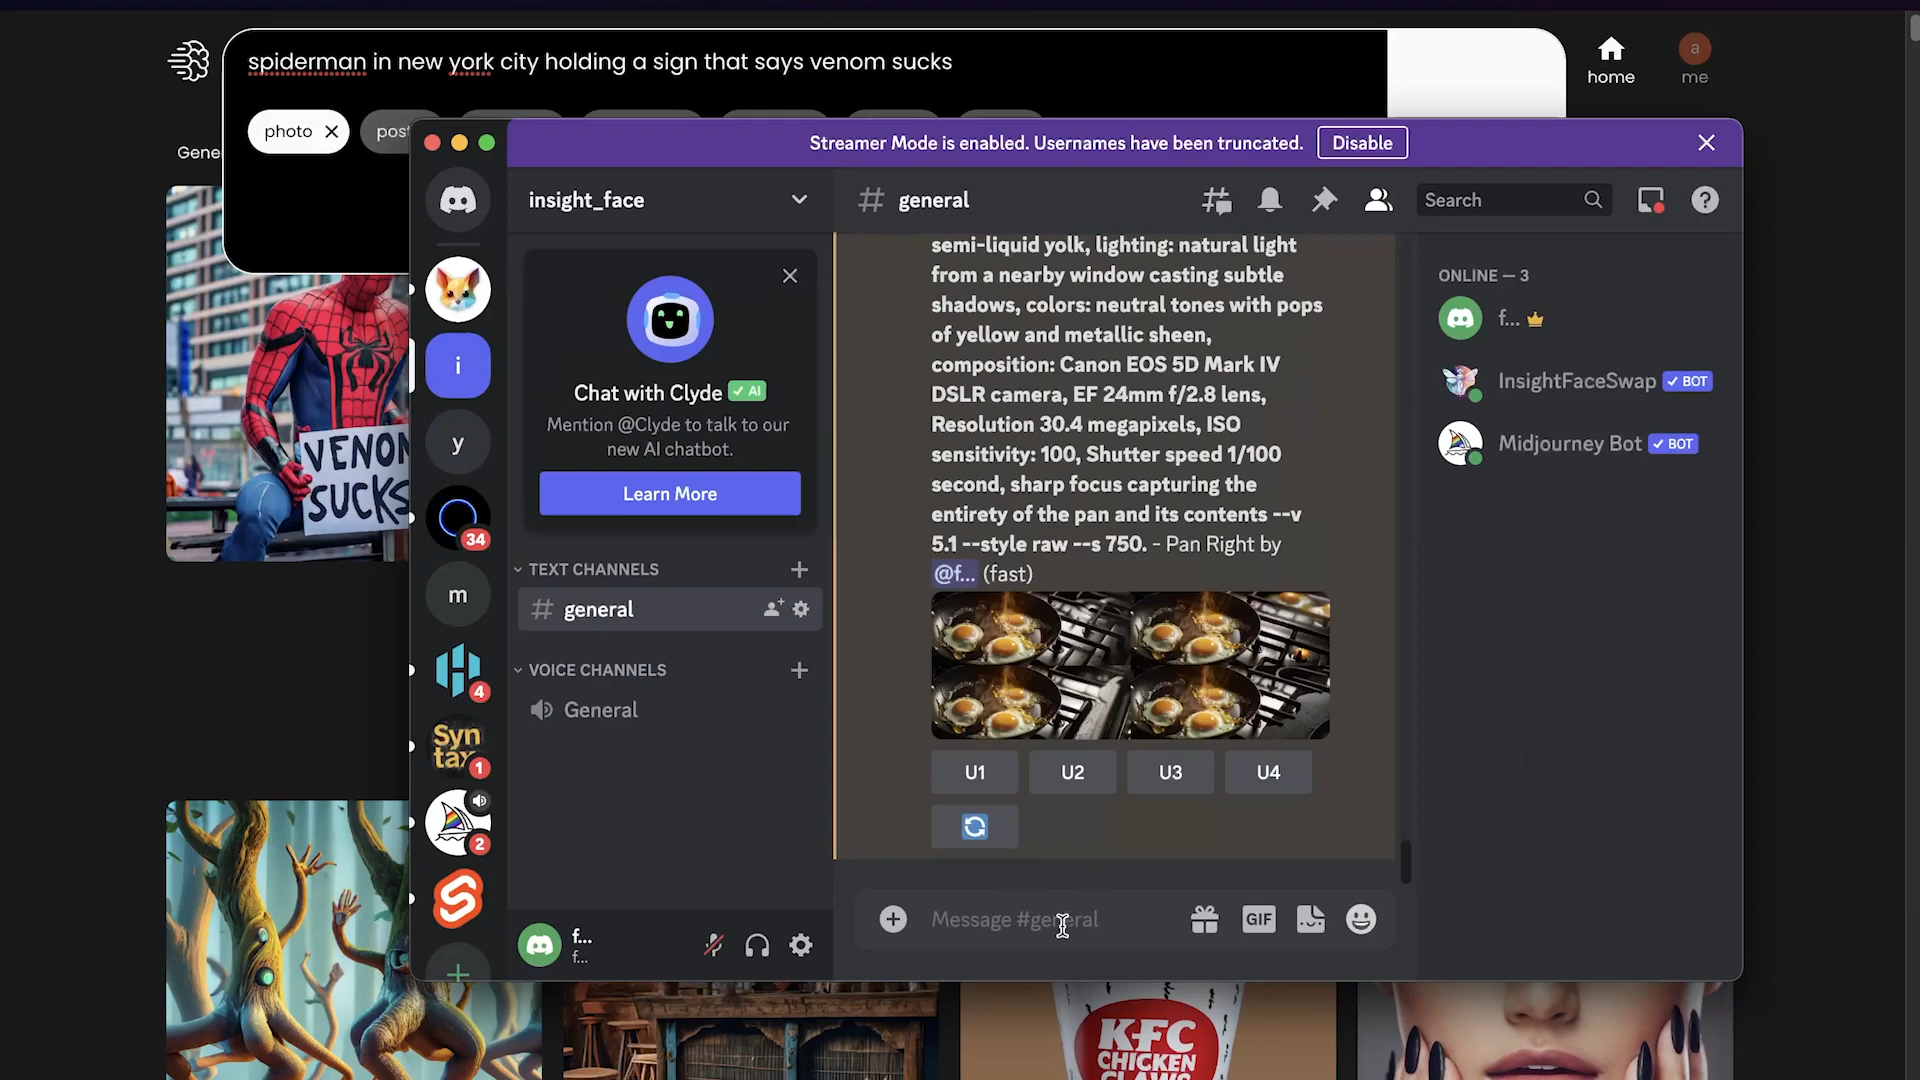 spiderman in new york city holding a sign that says venom sucks
home
a
me
photo
Streamer Mode is enabled. Usernames have been truncated.
Disable
insight_face
general
Search
Chat with Clyde AI
Mention @Clyde to talk to our
new AI chatbot.
Learn More
TEXT CHANNELS
general
VOICE CHANNELS
General
i
y
34
m
4
Syn
tax
1
2
f...
f...
semi-liquid yolk, lighting: natural light
from a nearby window casting subtle
shadows, colors: neutral tones with pops
of yellow and metallic sheen,
composition: Canon EOS 5D Mark IV
DSLR camera, EF 24mm f/2.8 lens,
Resolution 30.4 megapixels, ISO
sensitivity: 100, Shutter speed 1/100
second, sharp focus capturing the
entirety of the pan and its contents --v
5.1 --style raw --s 750. - Pan Right by
@f... (fast)
U1
U2
U3
U4
Message #general
GIF
ONLINE — 3
f...
InsightFaceSwap BOT
Midjourney Bot BOT
VENOM
SUCKS
KFC
CHICKEN